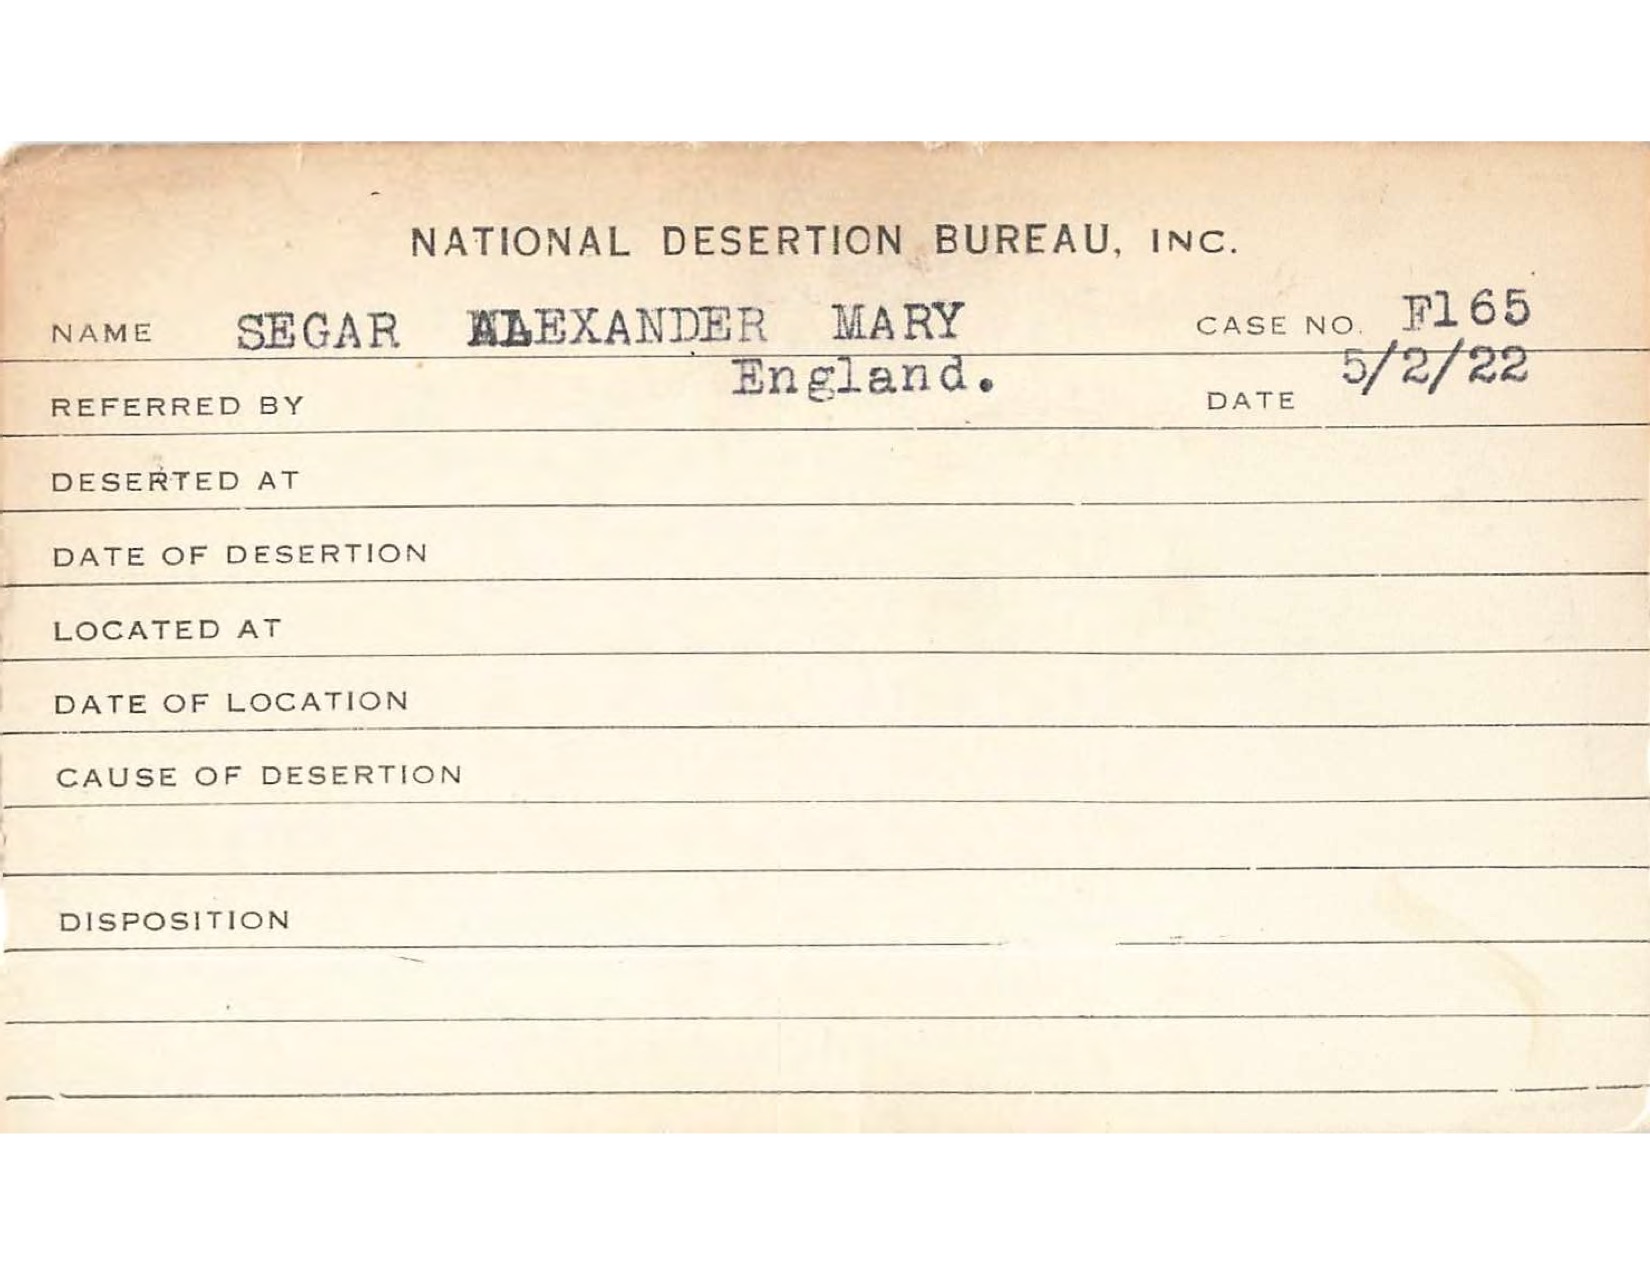 NATIONAL DESERTION BUREAU, INC.
NAME SEGAR ALEXANDER MARY CASE NO. F165
England. 5/2/22
REFERRED BY DATE
DESERTED AT
DATE OF DESERTION
LOCATED AT
DATE OF LOCATION
CAUSE OF DESERTION
DISPOSITION